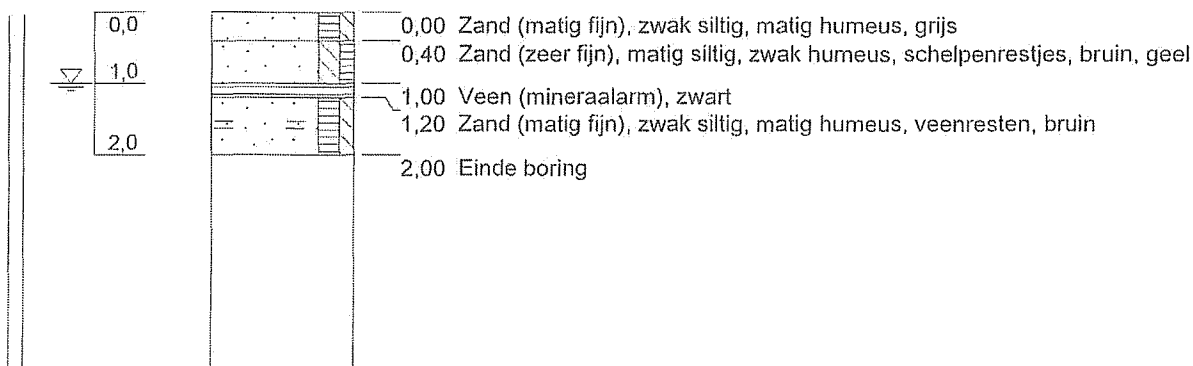 0,0
0,00 Zand (matig fijn), zwak siltig, matig humeus, grijs
0,40 Zand (zeer fijn), matig siltig, zwak humeus, schelpenrestjes, bruin, geel
1,0
1,00 Veen (mineraalarm), zwart
1,20 Zand (matig fijn), zwak siltig, matig humeus, veenresten, bruin
2,0
2,00 Einde boring